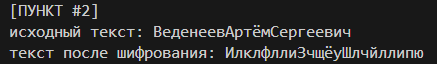 [ПУНКТ #2]
исходный текст: ВеденеевАртёмСергеевич
текст после шифрования: ИлклфллиЗчщёуШлчйллипю